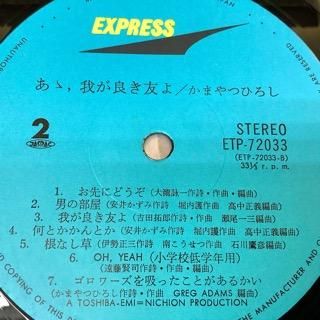 EXPRESS
あゝ，我が良き友よ／かまやつひろし
2
STEREO
ETP-72033
(ETP-72033-B)
33⅓ r.p.m.
1. お先にどうぞ（大瀧詠一作詩・作曲・編曲）
2. 男の部屋（安井かずみ作詩 堀内護作曲 高中正義編曲）
3. 我が良き友よ（吉田拓郎作詩・作曲 瀬尾一三編曲）
4. 何とかかんとか（安井かずみ作詩 堀内護作曲 高中正義編曲）
5. 根なし草（伊勢正三作詩 南こうせつ作曲 石川鷹彦編曲）
6. OH, YEAH（小学校低学年用）
（遠藤賢司作詩・作曲・編曲）
7. ゴロワーズを吸ったことがあるかい
（かまやつひろし作詩・作曲 GREG ADAMS 編曲）
A TOSHIBA-EMI＝NICHION PRODUCTION